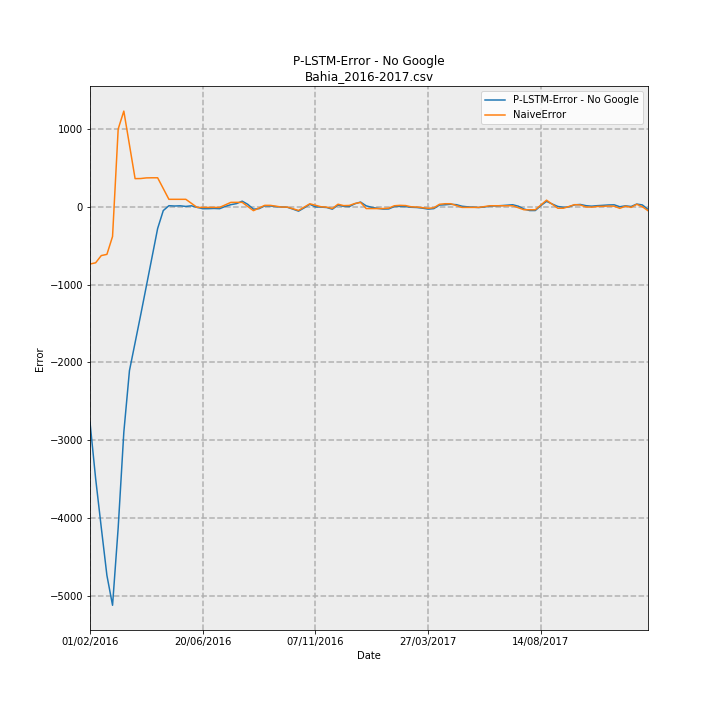 P-LSTM-Error - No Google
Bahia_2016-2017.csv
P-LSTM-Error - No Google
NaiveError
1000
0
−1000
−2000
−3000
−4000
−5000
Error
01/02/2016 20/06/2016 07/11/2016 27/03/2017 14/08/2017
Date